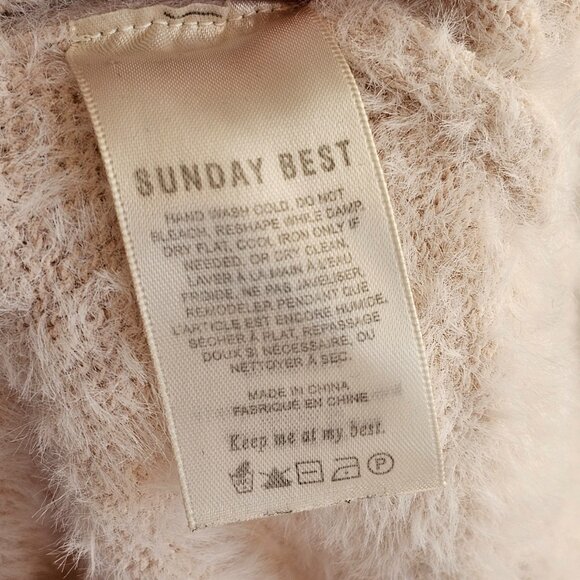 SUNDAY BEST
HAND WASH COLD, DO NOT
BLEACH, RESHAPE WHILE DAMP.
DRY FLAT, COOL IRON ONLY IF
NEEDED, OR DRY CLEAN.
LAVER À LA MAIN À L'EAU
FROIDE, NE PAS JAVELISER,
REMODELER PENDANT QUE
L'ARTICLE EST ENCORE HUMIDE,
SÉCHER À PLAT, REPASSAGE
DOUX SI NÉCESSAIRE, OU
NETTOYER À SEC.
MADE IN CHINA
FABRIQUÉ EN CHINE
Keep me at my best.
P